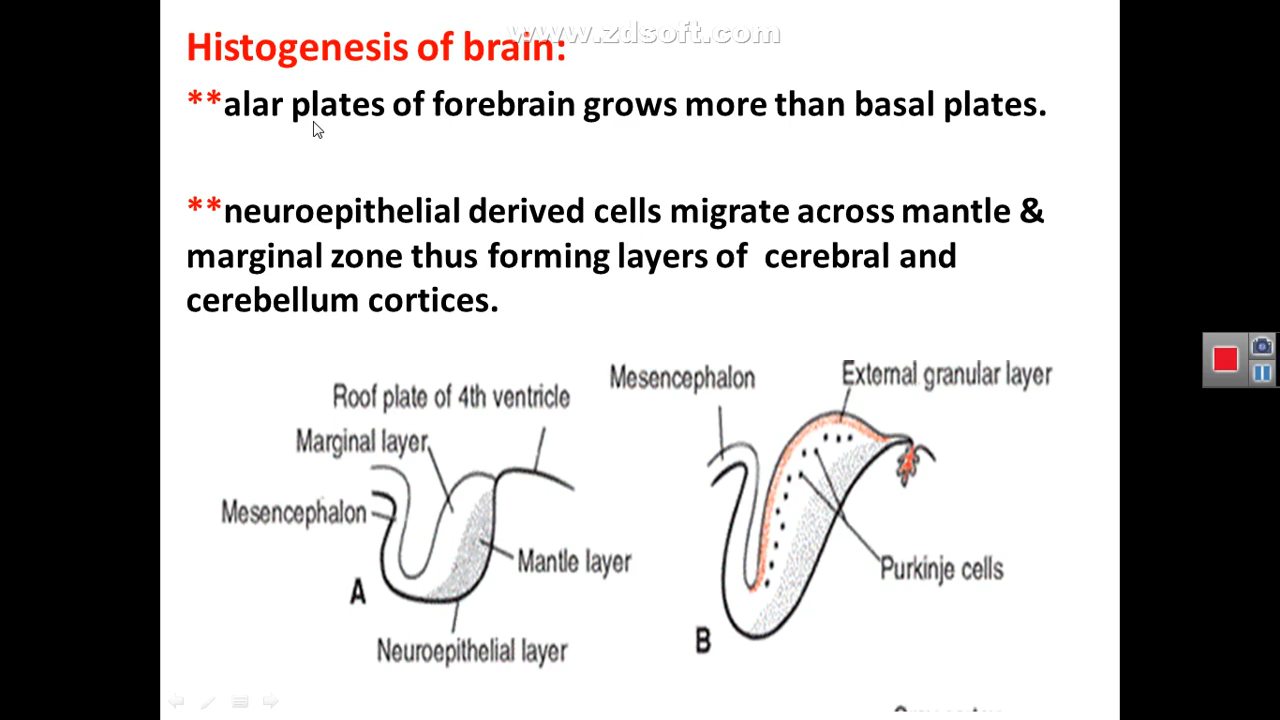 www.zdsoft.com
Histogenesis of brain:
**alar plates of forebrain grows more than basal plates.
**neuroepithelial derived cells migrate across mantle &
marginal zone thus forming layers of cerebral and
cerebellum cortices.
Roof plate of 4th ventricle
Marginal layer
Mesencephalon
Mantle layer
A
Neuroepithelial layer
Mesencephalon
External granular layer
Purkinje cells
B